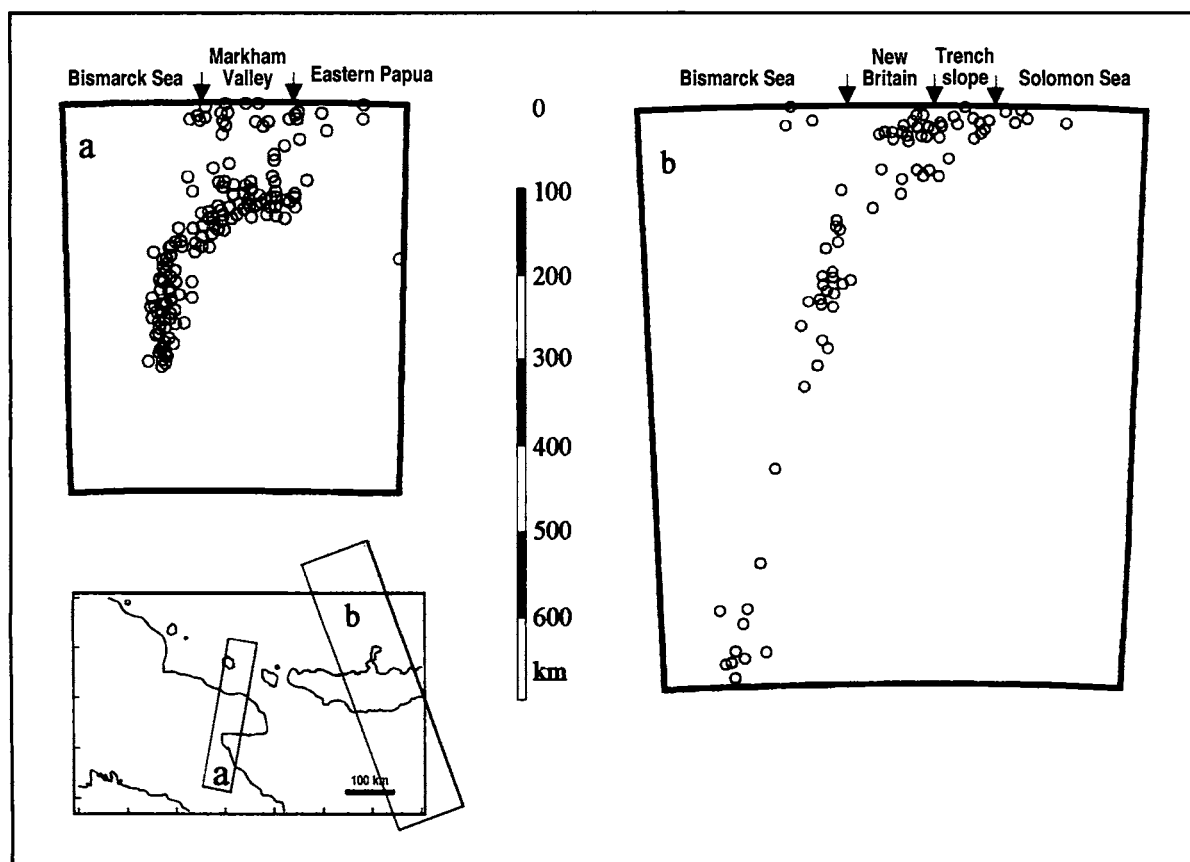 Bismarck Sea
Markham
Valley
Eastern Papua
a
0
100
200
300
400
500
600
km
Bismarck Sea
New
Britain
Trench
slope
Solomon Sea
b
b
a
100 km